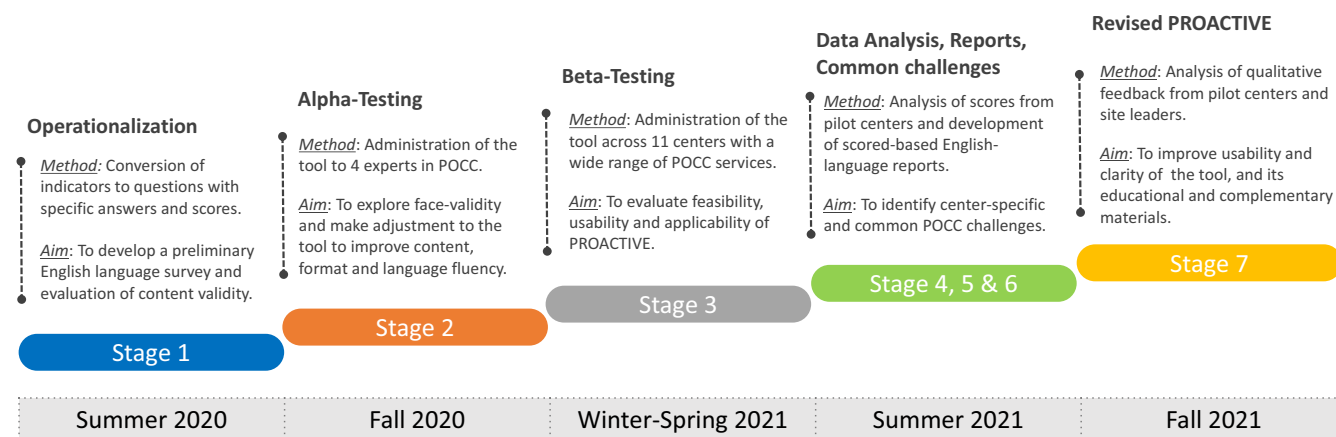 Operationalization
Method: Conversion of
indicators to questions with
specific answers and scores.
Aim: To develop a preliminary
English language survey and
evaluation of content validity.
Stage 1
Summer 2020
Alpha-Testing
Method: Administration of the
tool to 4 experts in POCC.
Aim: To explore face-validity
and make adjustment to the
tool to improve content,
format and language fluency.
Stage 2
Fall 2020
Beta-Testing
Method: Administration of the
tool across 11 centers with a
wide range of POCC services.
Aim: To evaluate feasibility,
usability and applicability of
PROACTIVE.
Stage 3
Winter-Spring 2021
Data Analysis, Reports,
Common challenges
Method: Analysis of scores from
pilot centers and development
of scored-based English-
language reports.
Aim: To identify center-specific
and common POCC challenges.
Stage 4, 5 & 6
Summer 2021
Revised PROACTIVE
Method: Analysis of qualitative
feedback from pilot centers and
site leaders.
Aim: To improve usability and
clarity of the tool, and its
educational and complementary
materials.
Stage 7
Fall 2021